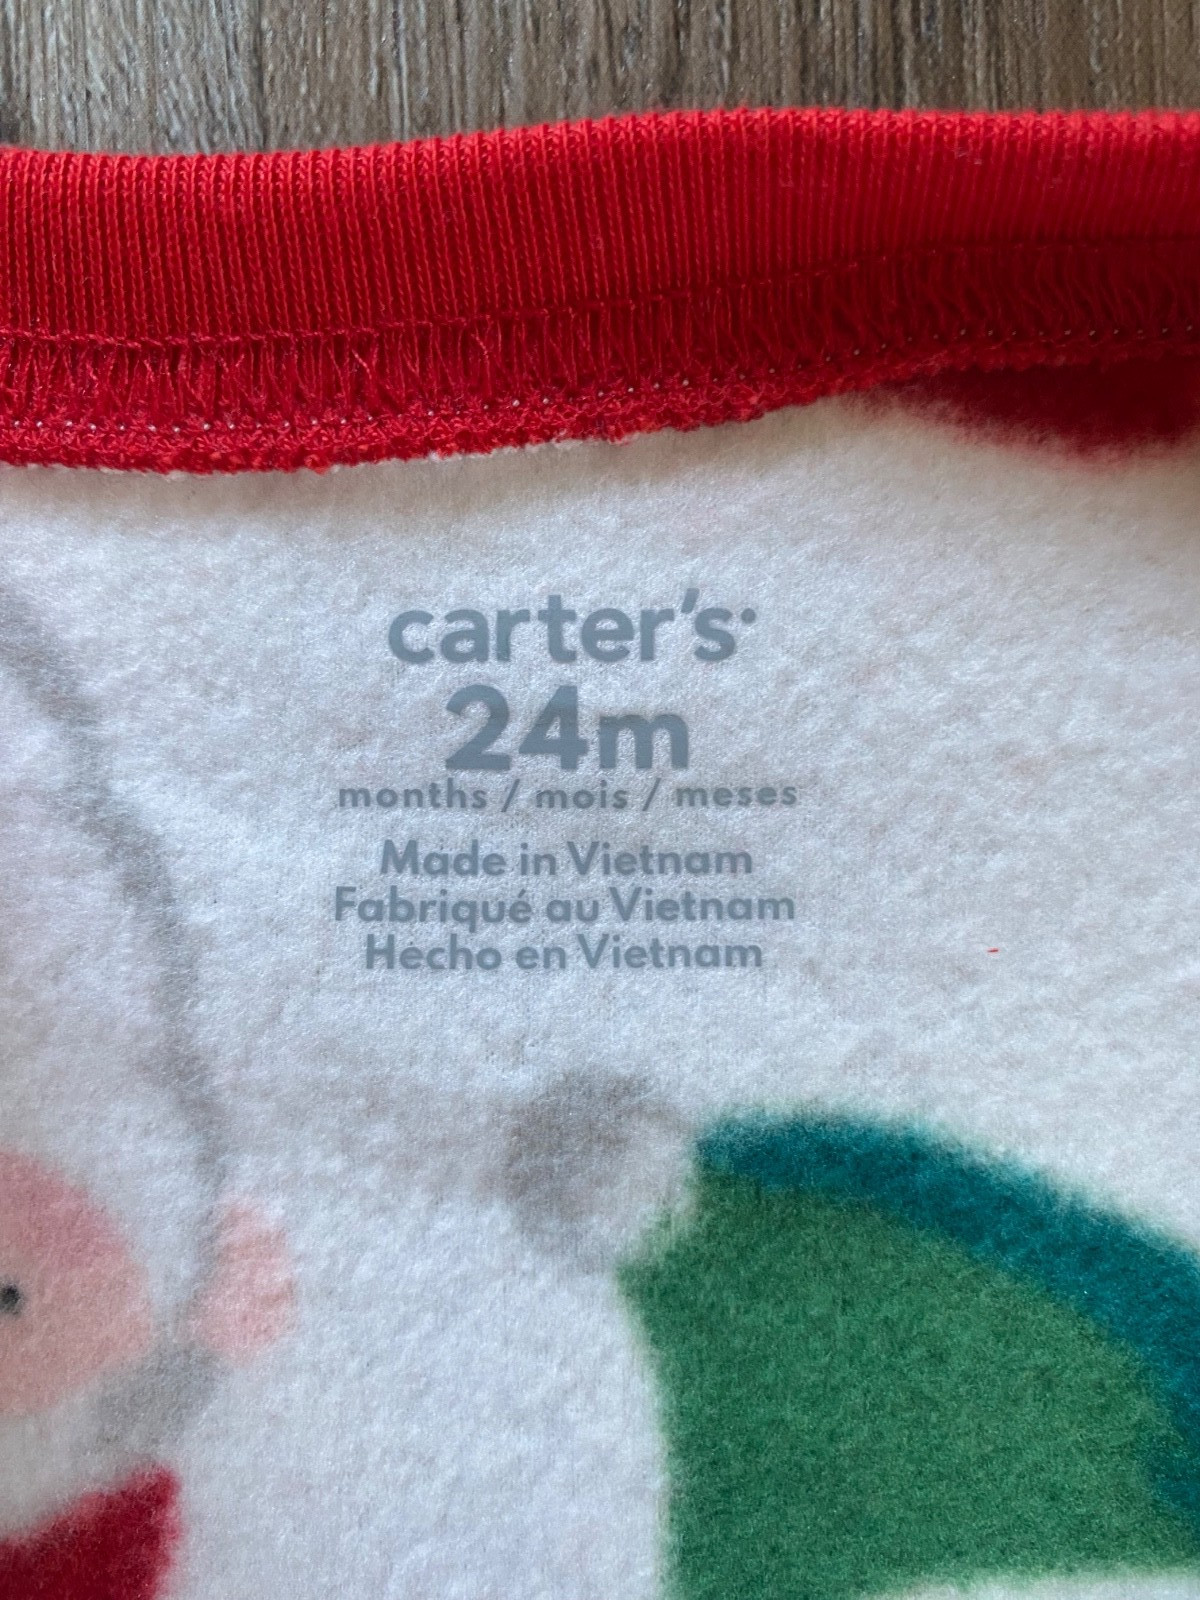 carter's
24m
months / mois / meses
Made in Vietnam
Fabriqué au Vietnam
Hecho en Vietnam